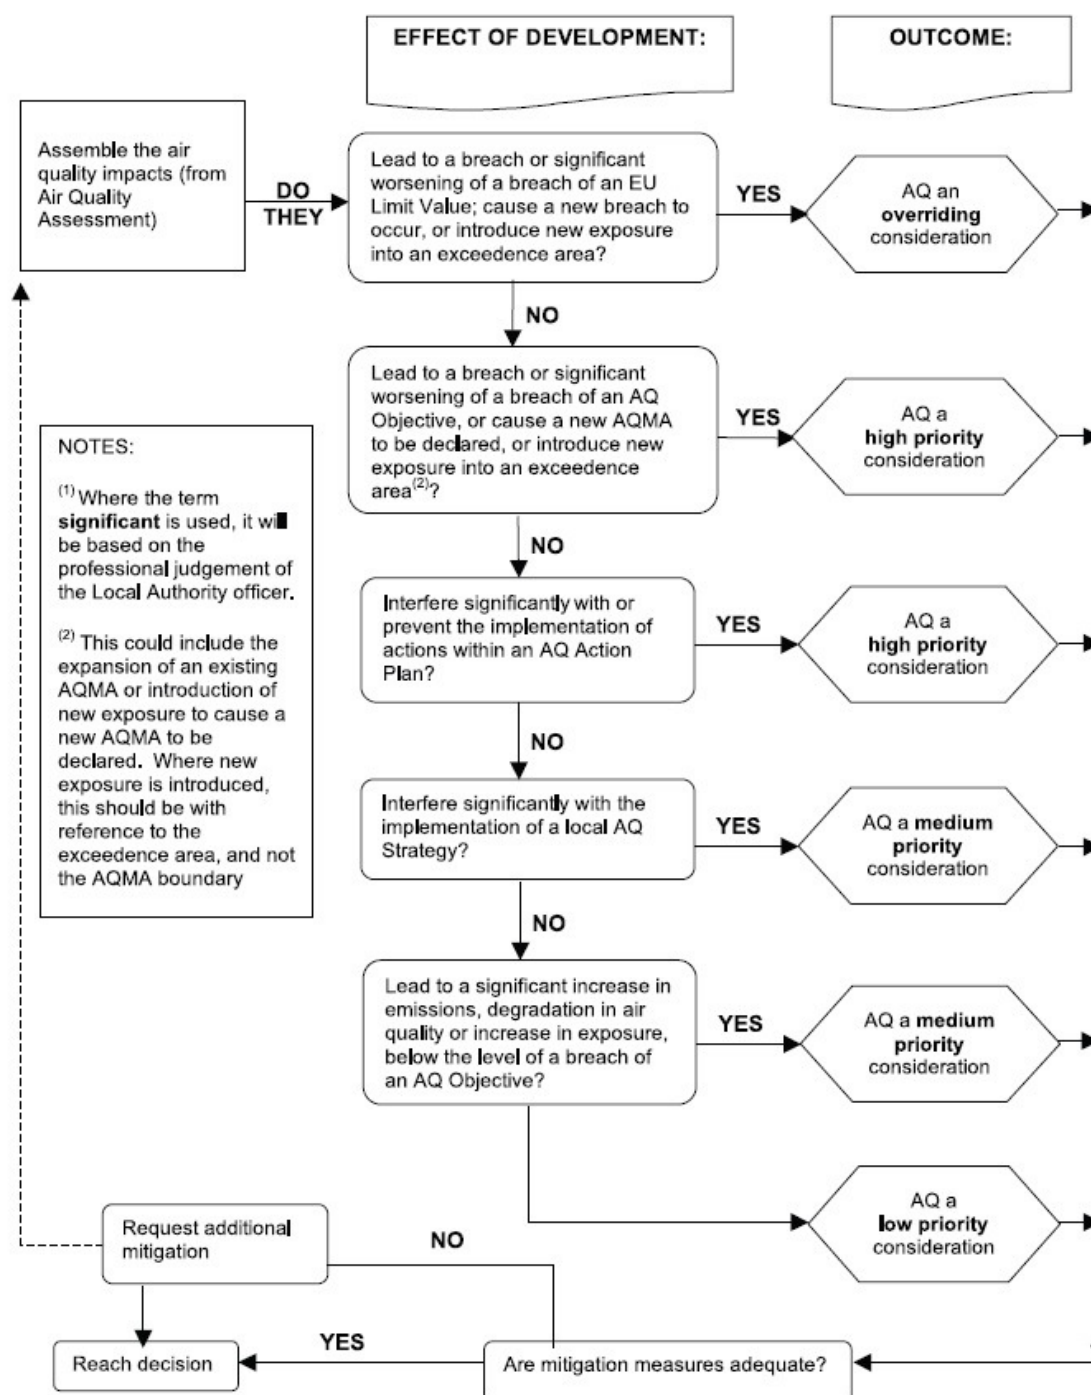 EFFECT OF DEVELOPMENT:
OUTCOME:
Assemble the air
quality impacts (from
Air Quality
Assessment)
DO
THEY
Lead to a breach or significant
worsening of a breach of an EU
Limit Value; cause a new breach to
occur, or introduce new exposure
into an exceedence area?
YES
AQ an
overriding
consideration
NO
Lead to a breach or significant
worsening of a breach of an AQ
Objective, or cause a new AQMA
to be declared, or introduce new
exposure into an exceedence
area(2)?
YES
AQ a
high priority
consideration
NOTES:
(1) Where the term
significant is used, it will
be based on the
professional judgement of
the Local Authority officer.
(2) This could include the
expansion of an existing
AQMA or introduction of
new exposure to cause a
new AQMA to be
declared. Where new
exposure is introduced,
this should be with
reference to the
exceedence area, and not
the AQMA boundary
NO
Interfere significantly with or
prevent the implementation of
actions within an AQ Action
Plan?
YES
AQ a
high priority
consideration
NO
Interfere significantly with the
implementation of a local AQ
Strategy?
YES
AQ a medium
priority
consideration
NO
Lead to a significant increase in
emissions, degradation in air
quality or increase in exposure,
below the level of a breach of
an AQ Objective?
YES
AQ a medium
priority
consideration
AQ a
low priority
consideration
Request additional
mitigation
NO
Reach decision
YES
Are mitigation measures adequate?